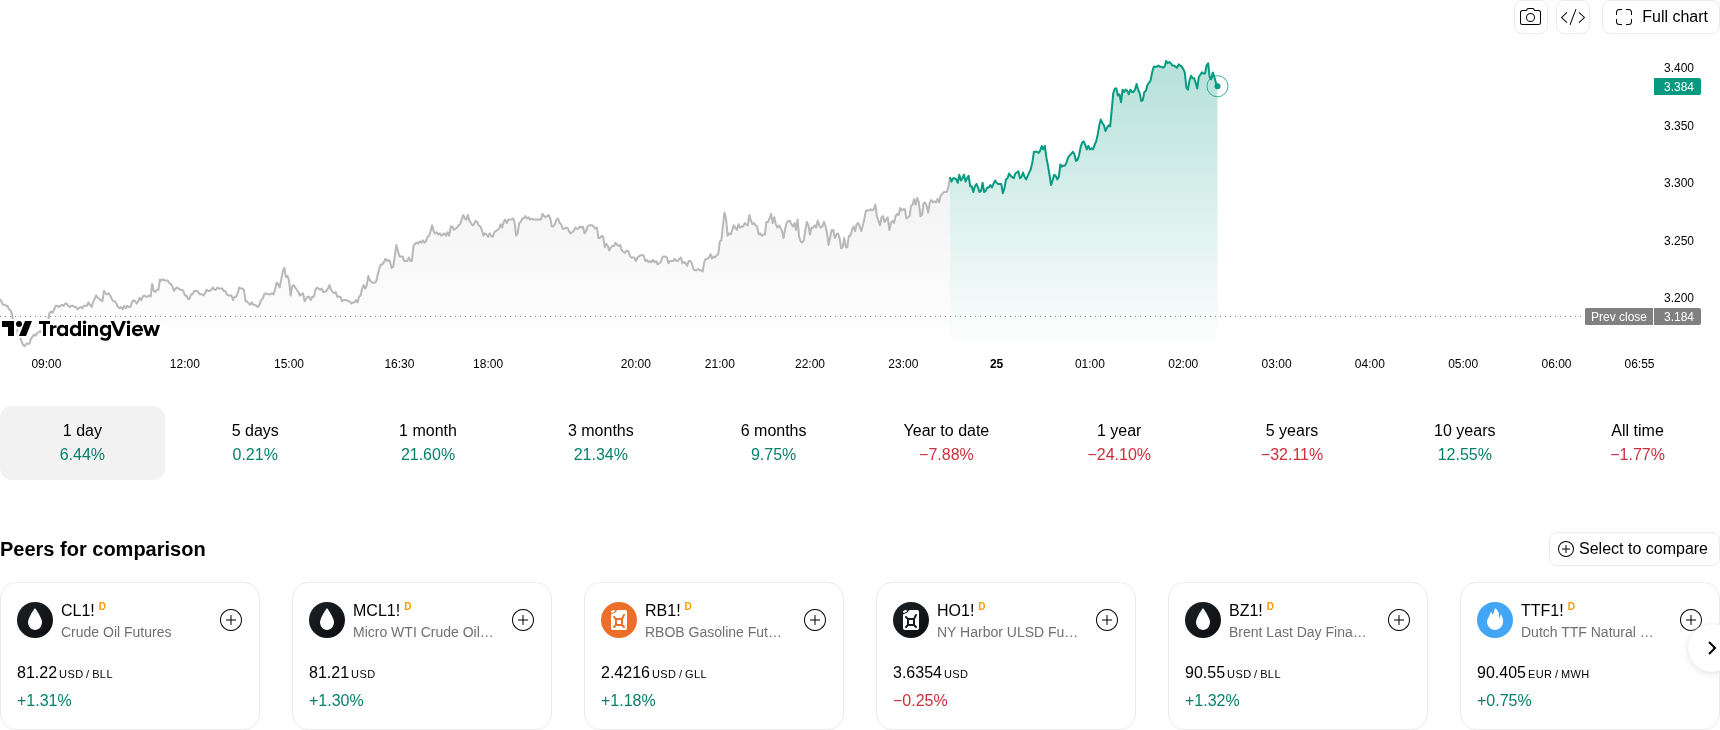 Full chart
3.400
3.384
3.350
3.300
3.250
3.200
Prev close 3.184
TradingView
09:00 12:00 15:00 16:30 18:00 20:00 21:00 22:00 23:00 25 01:00 02:00 03:00 04:00 05:00 06:00 06:55
1 day 5 days 1 month 3 months 6 months Year to date 1 year 5 years 10 years All time
6.44% 0.21% 21.60% 21.34% 9.75% −7.88% −24.10% −32.11% 12.55% −1.77%
Peers for comparison
Select to compare
CL1! D
Crude Oil Futures
81.22 USD / BLL
+1.31%
MCL1! D
Micro WTI Crude Oil…
81.21 USD
+1.30%
RB1! D
RBOB Gasoline Fut…
2.4216 USD / GLL
+1.18%
HO1! D
NY Harbor ULSD Fu…
3.6354 USD
−0.25%
BZ1! D
Brent Last Day Fina…
90.55 USD / BLL
+1.32%
TTF1! D
Dutch TTF Natural …
90.405 EUR / MWH
+0.75%